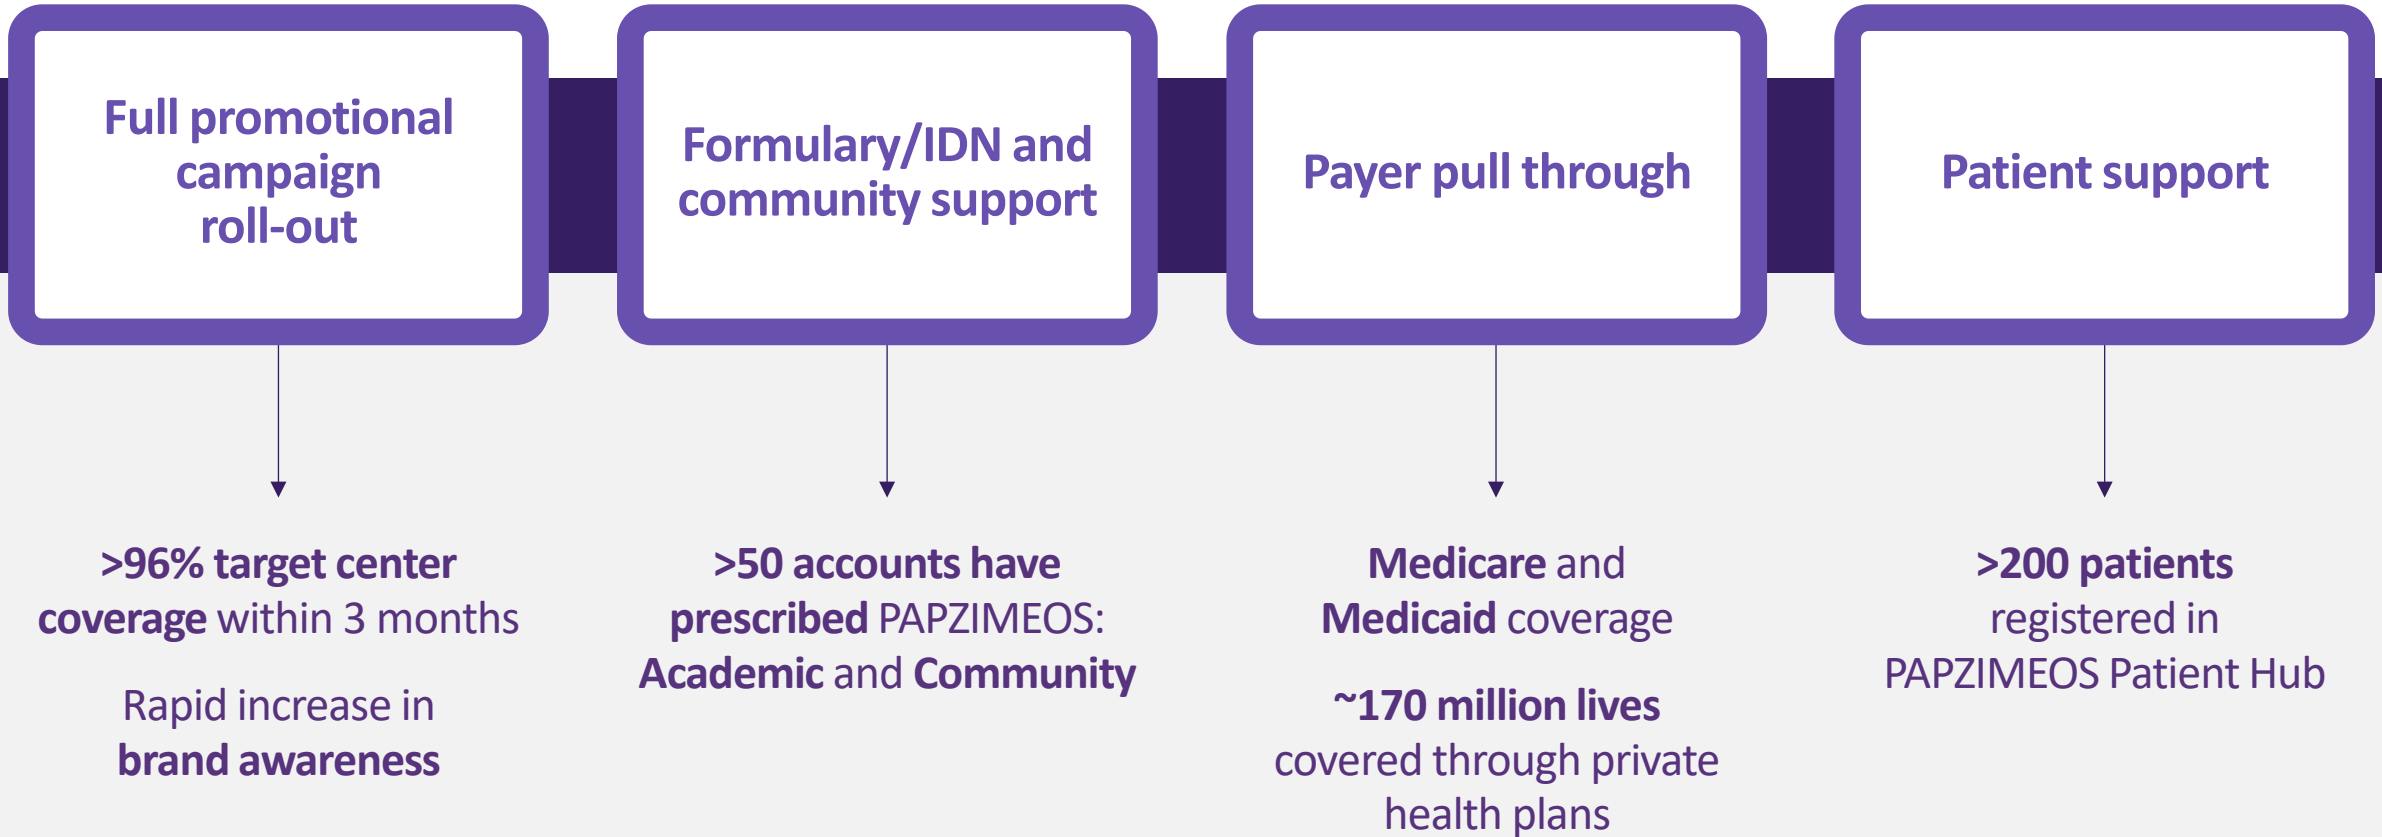 Full promotional
campaign
roll-out
>96% target center
coverage within 3 months
Rapid increase in
brand awareness
Formulary/IDN and
community support
>50 accounts have
prescribed PAPZIMEOS:
Academic and Community
Payer pull through
Medicare and
Medicaid coverage
~170 million lives
covered through private
health plans
Patient support
>200 patients
registered in
PAPZIMEOS Patient Hub